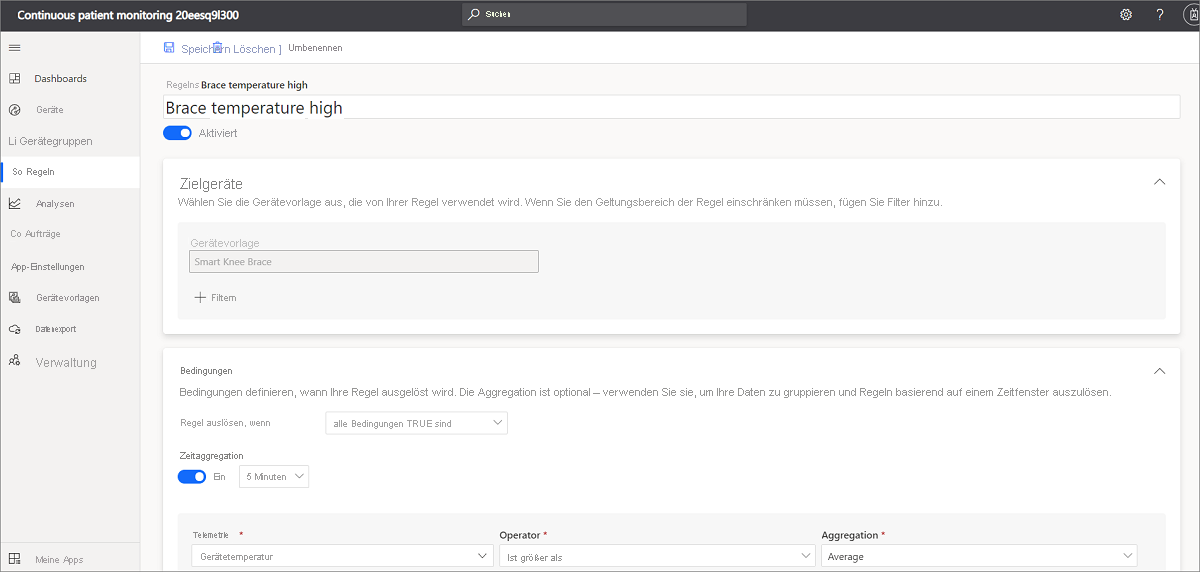 Continuous patient monitoring 20eesq9l300
Suchen
?
Speichern Löschen ] Umbenennen
Dashboards
Geräte
Li Gerätegruppen
So Regeln
Analysen
Co Aufträge
App-Einstellungen
Gerätevorlagen
Datenexport
Verwaltung
Meine Apps
Regelns Brace temperature high
Brace temperature high
Aktiviert
Zielgeräte
Wählen Sie die Gerätevorlage aus, die von Ihrer Regel verwendet wird. Wenn Sie den Geltungsbereich der Regel einschränken müssen, fügen Sie Filter hinzu.
Gerätevorlage
Smart Knee Brace
Filtern
Bedingungen
Bedingungen definieren, wann Ihre Regel ausgelöst wird. Die Aggregation ist optional – verwenden Sie sie, um Ihre Daten zu gruppieren und Regeln basierend auf einem Zeitfenster auszulösen.
Regel auslösen, wenn alle Bedingungen TRUE sind
Zeitaggregation
Ein 5 Minuten
Telemetrie * Operator * Aggregation *
Gerätetemperatur Ist größer als Average